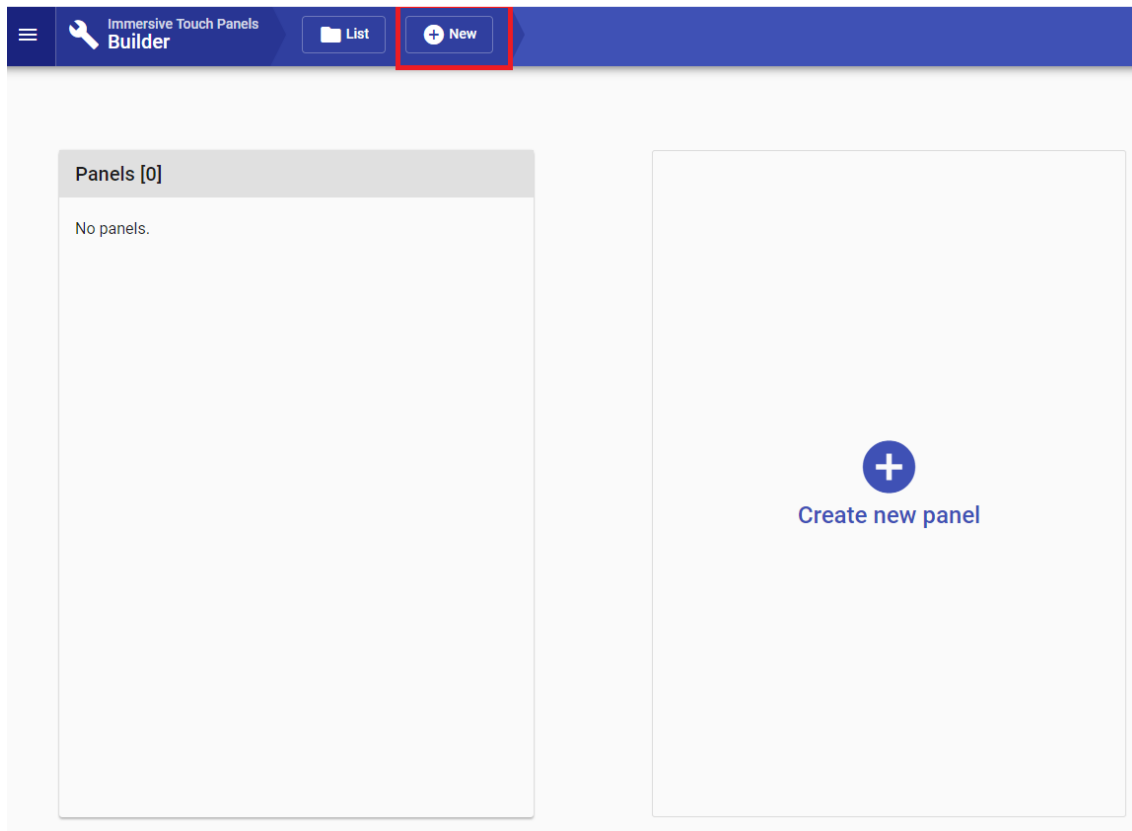 Immersive Touch Panels
Builder
List
New
Panels [0]
No panels.
Create new panel